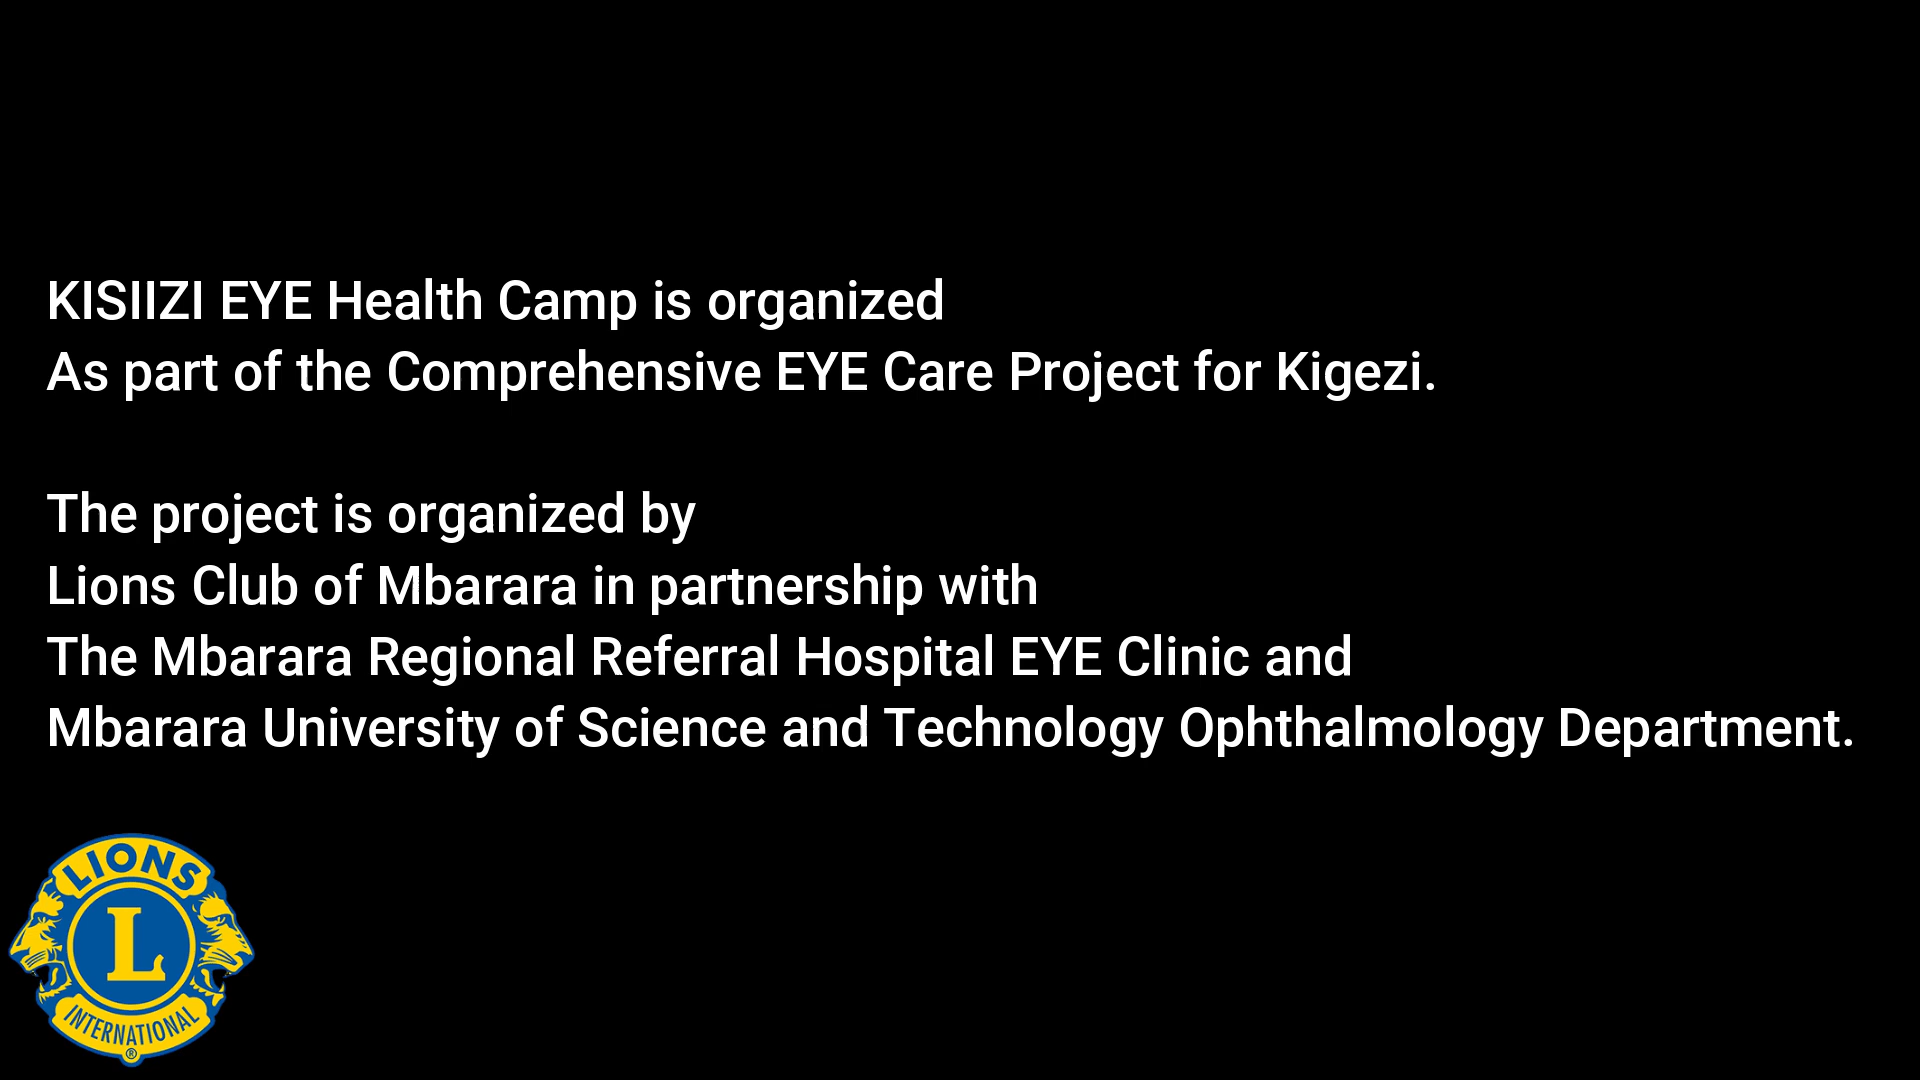 KISIIZI EYE Health Camp is organized
As part of the Comprehensive EYE Care Project for Kigezi.
The project is organized by
Lions Club of Mbarara in partnership with
The Mbarara Regional Referral Hospital EYE Clinic and
Mbarara University of Science and Technology Ophthalmology Department.
LIONS
L
INTERNATIONAL
®